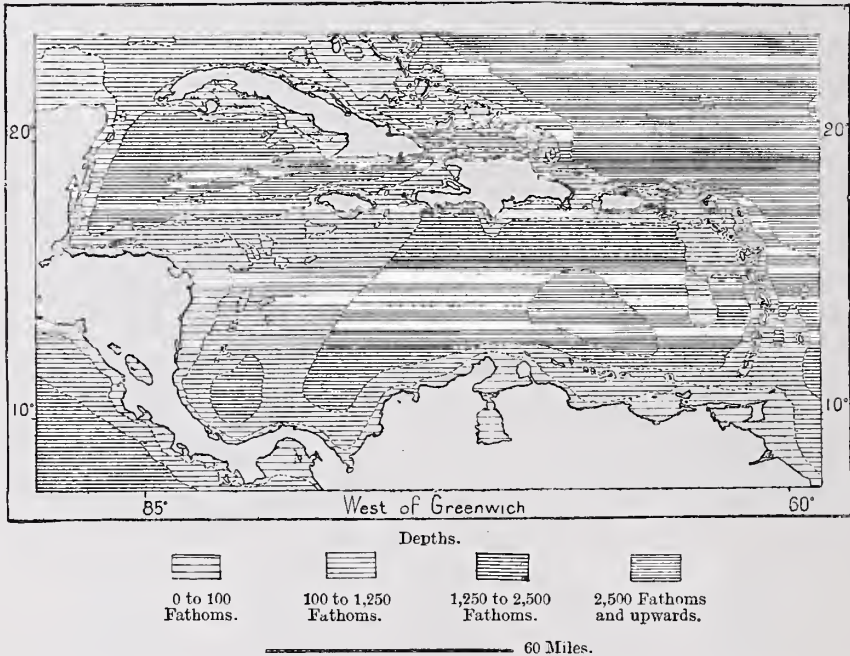 20° 20°
10° 10°
85° West of Greenwich 60°
Depths.
0 to 100 Fathoms.
100 to 1,250 Fathoms.
1,250 to 2,500 Fathoms.
2,500 Fathoms and upwards.
60 Miles.